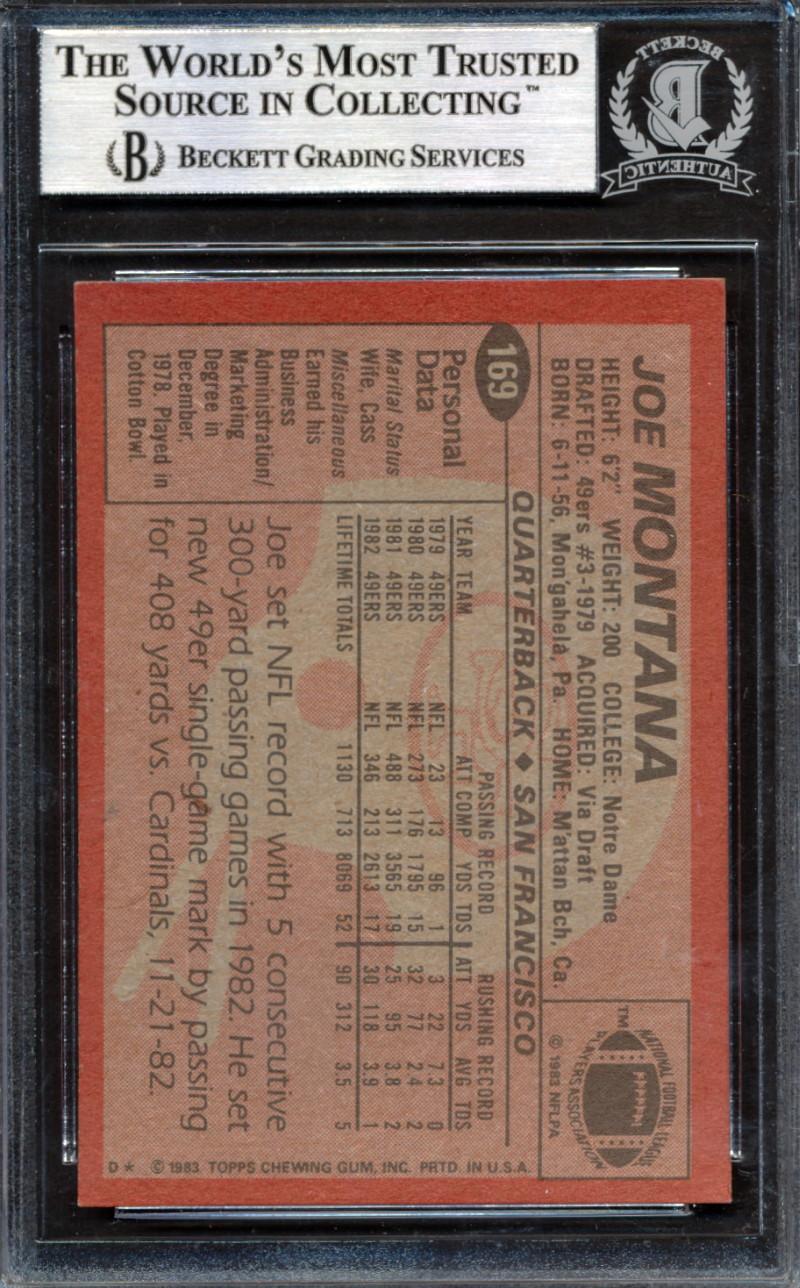 THE WORLD'S MOST TRUSTED
SOURCE IN COLLECTING™
B BECKETT GRADING SERVICES
BECKETT
B
AUTHENTIC
JOE MONTANA
HEIGHT: 6'2" WEIGHT: 200 COLLEGE: Notre Dame
DRAFTED: 49ers #3-1979 ACQUIRED: Via Draft
BORN: 6-11-56, Mon'gahela, Pa. HOME: M'attan Bch, Ca.
NATIONAL FOOTBALL LEAGUE
PLAYERS ASSOCIATION
TM
© 1983 NFLPA
169
QUARTERBACK ♦ SAN FRANCISCO
Personal
Data
Marital Status
Wife, Cass
Miscellaneous
Earned his
Business
Administration/
Marketing
Degree in
December,
1978. Played in
Cotton Bowl.
PASSING RECORD RUSHING RECORD
YEAR TEAM ATT COMP YDS TDS ATT YDS AVG TDS
1979 49ERS NFL 23 13 96 1 3 22 7.3 0
1980 49ERS NFL 273 176 1795 15 32 77 2.4 2
1981 49ERS NFL 488 311 3565 19 25 95 3.8 2
1982 49ERS NFL 346 213 2613 17 30 118 3.9 1
LIFETIME TOTALS 1130 713 8069 52 90 312 3.5 5
Joe set NFL record with 5 consecutive
300-yard passing games in 1982. He set
new 49er single-game mark by passing
for 408 yards vs. Cardinals, 11-21-82.
D* © 1983 TOPPS CHEWING GUM, INC. PRTD. IN U.S.A.